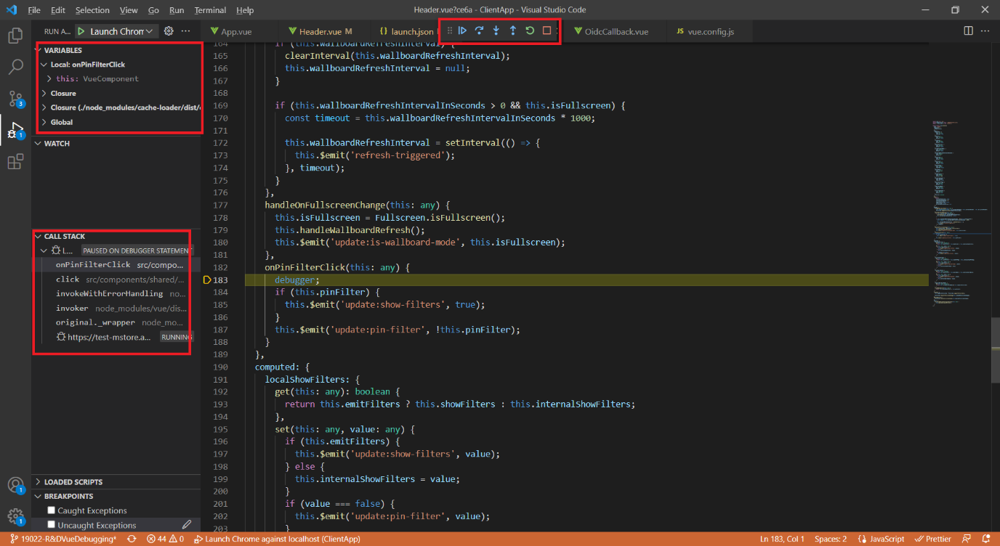 File Edit Selection View Go Run Terminal Help
Header.vue?ce6a - ClientApp - Visual Studio Code
RUN A... Launch Chrom
App.vue
Header.vue M
launch.json
OidcCallback.vue
JS vue.config.js
VARIABLES
Local: onPinFilterClick
this: VueComponent
Closure
Closure (./node_modules/cache-loader/dist/
Global
WATCH
CALL STACK
L... PAUSED ON DEBUGGER STATEMENT
onPinFilterClick src/compo...
click src/components/shared/...
invokeWithErrorHandling no...
invoker node_modules/vue/dis...
original._wrapper node_mo...
https://test-mstore.a... RUNNING
LOADED SCRIPTS
BREAKPOINTS
Caught Exceptions
Uncaught Exceptions
3
1
1
1
164 if (this.wallboardRefreshInterval) {
165 clearInterval(this.wallboardRefreshInterval);
166 this.wallboardRefreshInterval = null;
167 }
168
169 if (this.wallboardRefreshIntervalInSeconds > 0 && this.isFullscreen) {
170 const timeout = this.wallboardRefreshIntervalInSeconds * 1000;
171
172 this.wallboardRefreshInterval = setInterval(() => {
173 this.$emit('refresh-triggered');
174 }, timeout);
175 }
176 },
177 handleOnFullscreenChange(this: any) {
178 this.isFullscreen = Fullscreen.isFullscreen();
179 this.handleWallboardRefresh();
180 this.$emit('update:is-wallboard-mode', this.isFullscreen);
181 },
182 onPinFilterClick(this: any) {
183 debugger;
184 if (this.pinFilter) {
185 this.$emit('update:show-filters', true);
186 }
187 this.$emit('update:pin-filter', !this.pinFilter);
188 }
189 },
190 computed: {
191 localShowFilters: {
192 get(this: any): boolean {
193 return this.emitFilters ? this.showFilters : this.internalShowFilters;
194 },
195 set(this: any, value: any) {
196 if (this.emitFilters) {
197 this.$emit('update:show-filters', value);
198 } else {
199 this.internalShowFilters = value;
200 }
201 if (value === false) {
202 this.$emit('update:pin-filter', value);
203 }
19022-R&DVueDebugging* 44 0 Launch Chrome against localhost (ClientApp)
Ln 183, Col 1 Spaces: 2 JavaScript Prettier